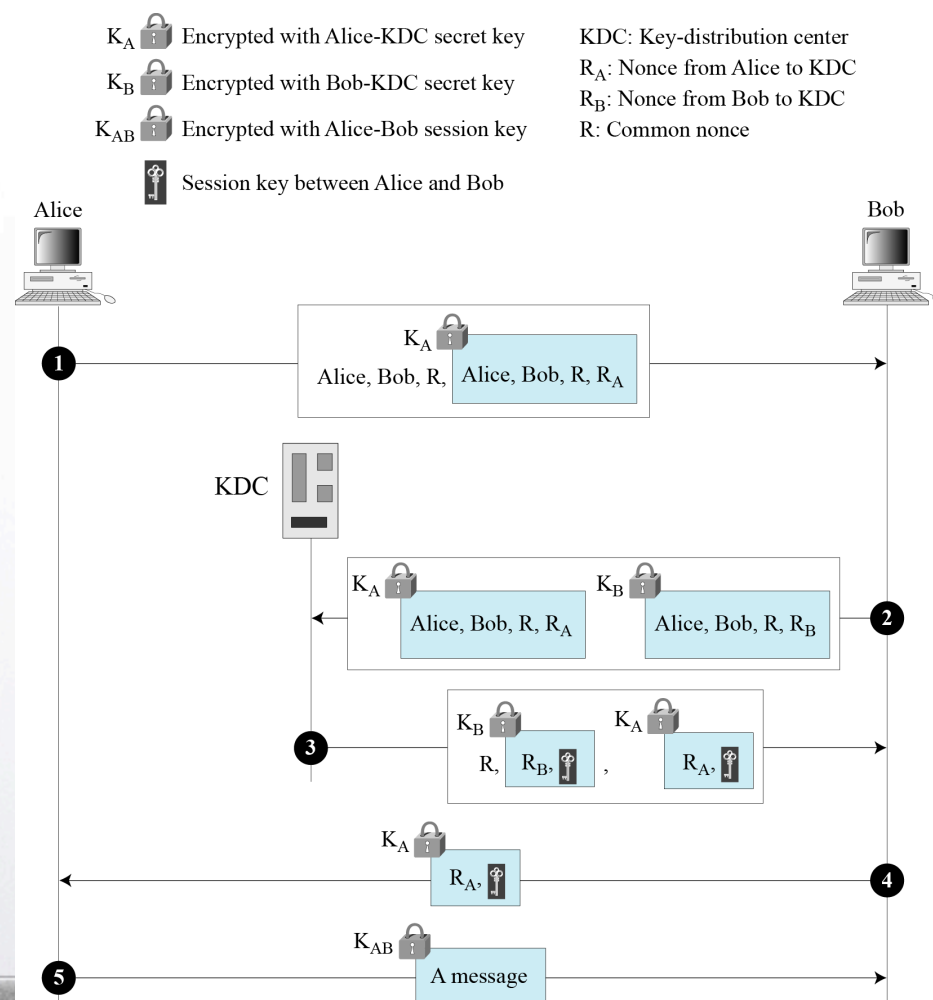 K_A Encrypted with Alice-KDC secret key
K_B Encrypted with Bob-KDC secret key
K_AB Encrypted with Alice-Bob session key
Session key between Alice and Bob
KDC: Key-distribution center
R_A: Nonce from Alice to KDC
R_B: Nonce from Bob to KDC
R: Common nonce
Alice
Bob
K_A
1
Alice, Bob, R, Alice, Bob, R, R_A
KDC
K_A K_B
Alice, Bob, R, R_A Alice, Bob, R, R_B
2
K_B K_A
3
R, R_B, , R_A,
K_A
R_A,
4
K_AB
5
A message